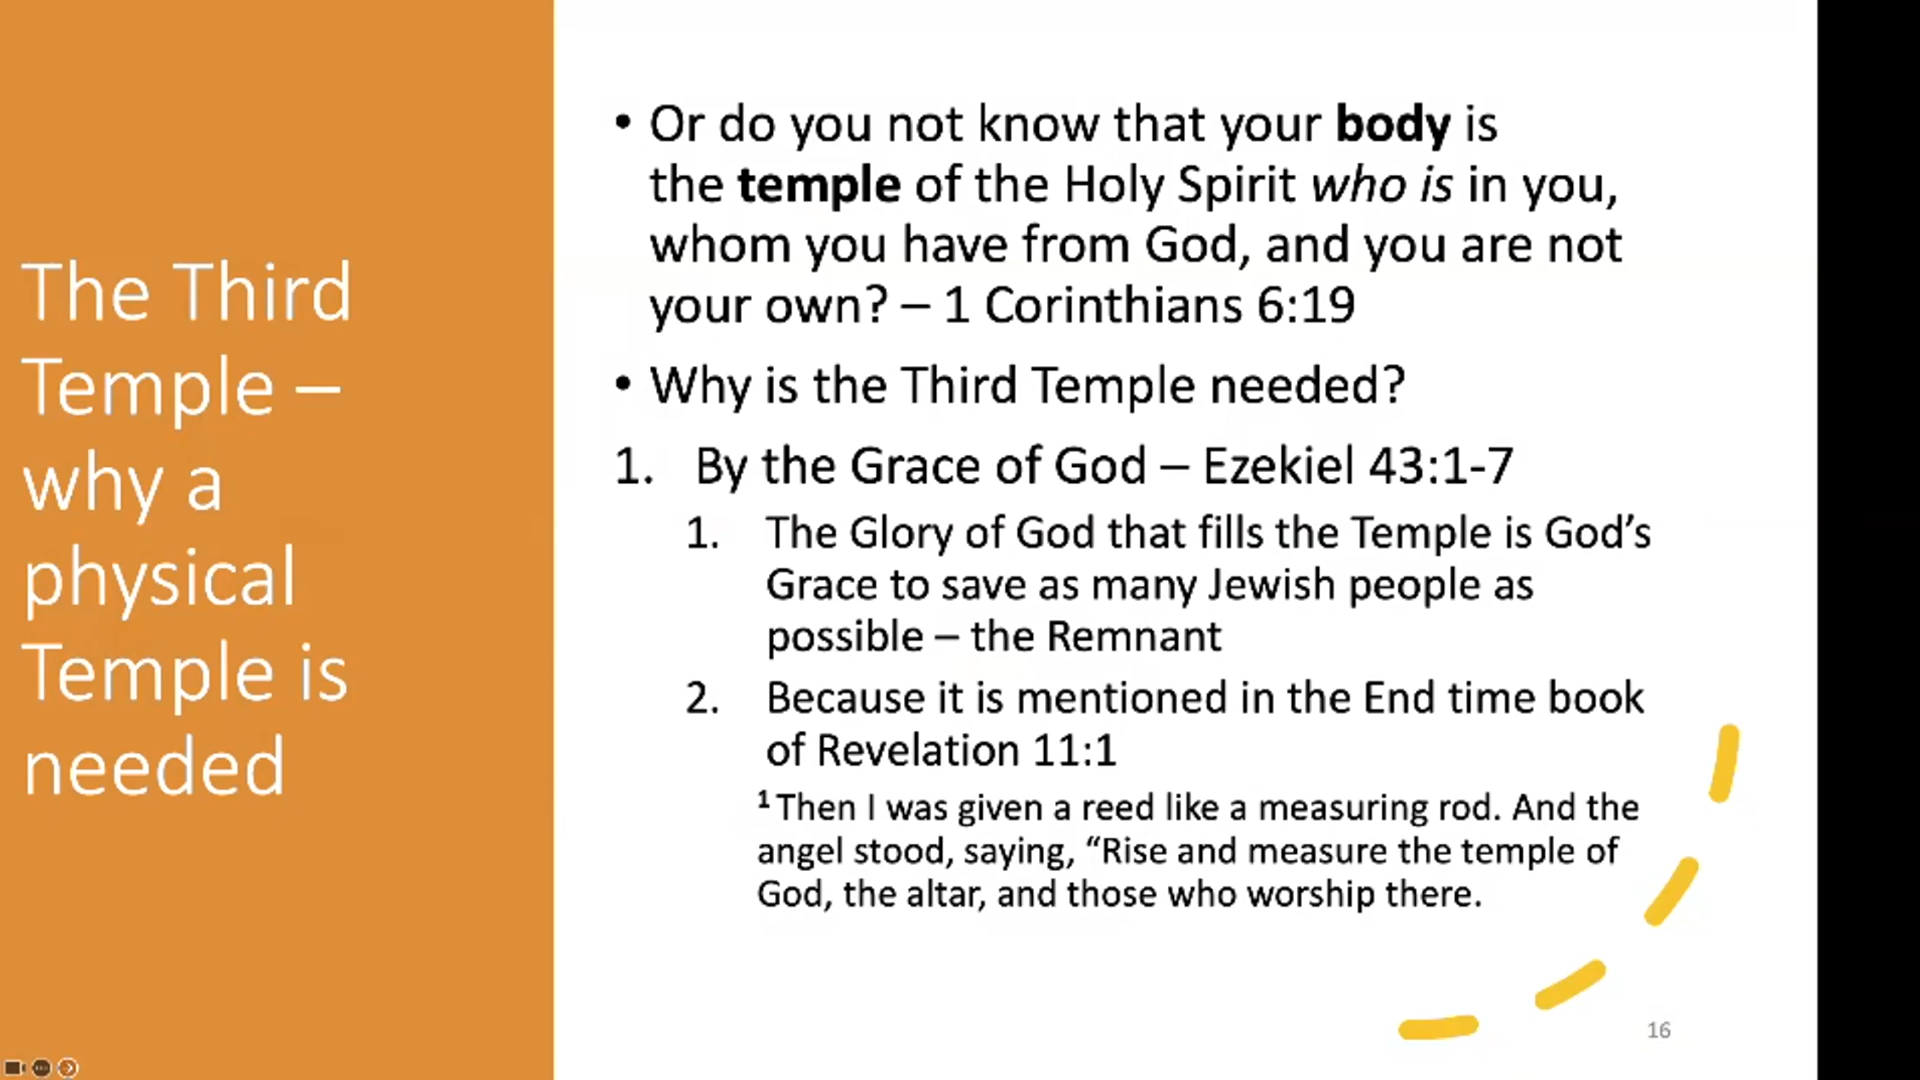 The Third
Temple –
why a
physical
Temple is
needed
• Or do you not know that your body is
the temple of the Holy Spirit who is in you,
whom you have from God, and you are not
your own? – 1 Corinthians 6:19
• Why is the Third Temple needed?
1. By the Grace of God – Ezekiel 43:1-7
1. The Glory of God that fills the Temple is God’s
Grace to save as many Jewish people as
possible – the Remnant
2. Because it is mentioned in the End time book
of Revelation 11:1
1 Then I was given a reed like a measuring rod. And the
angel stood, saying, “Rise and measure the temple of
God, the altar, and those who worship there.
16